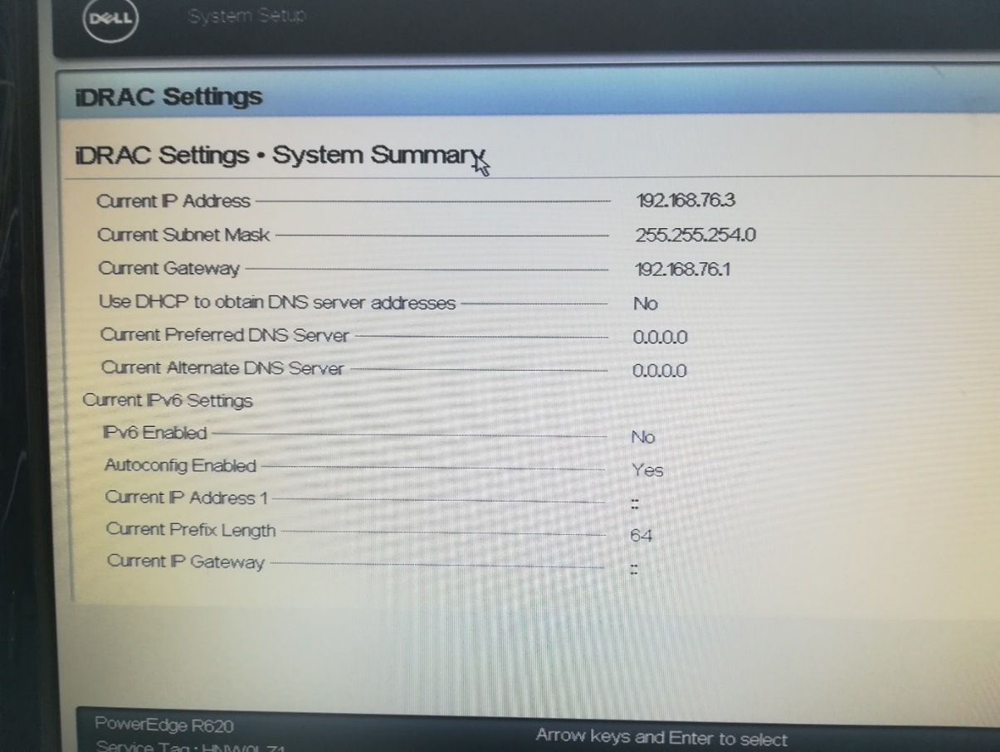 DELL
System Setup
iDRAC Settings
iDRAC Settings • System Summary
Current IP Address 192.168.76.3
Current Subnet Mask 255.255.254.0
Current Gateway 192.168.76.1
Use DHCP to obtain DNS server addresses No
Current Preferred DNS Server 0.0.0.0
Current Alternate DNS Server 0.0.0.0
Current IPv6 Settings
IPv6 Enabled No
Autoconfig Enabled Yes
Current IP Address 1 ::
Current Prefix Length 64
Current IP Gateway ::
PowerEdge R620
Arrow keys and Enter to select
Service Tag :